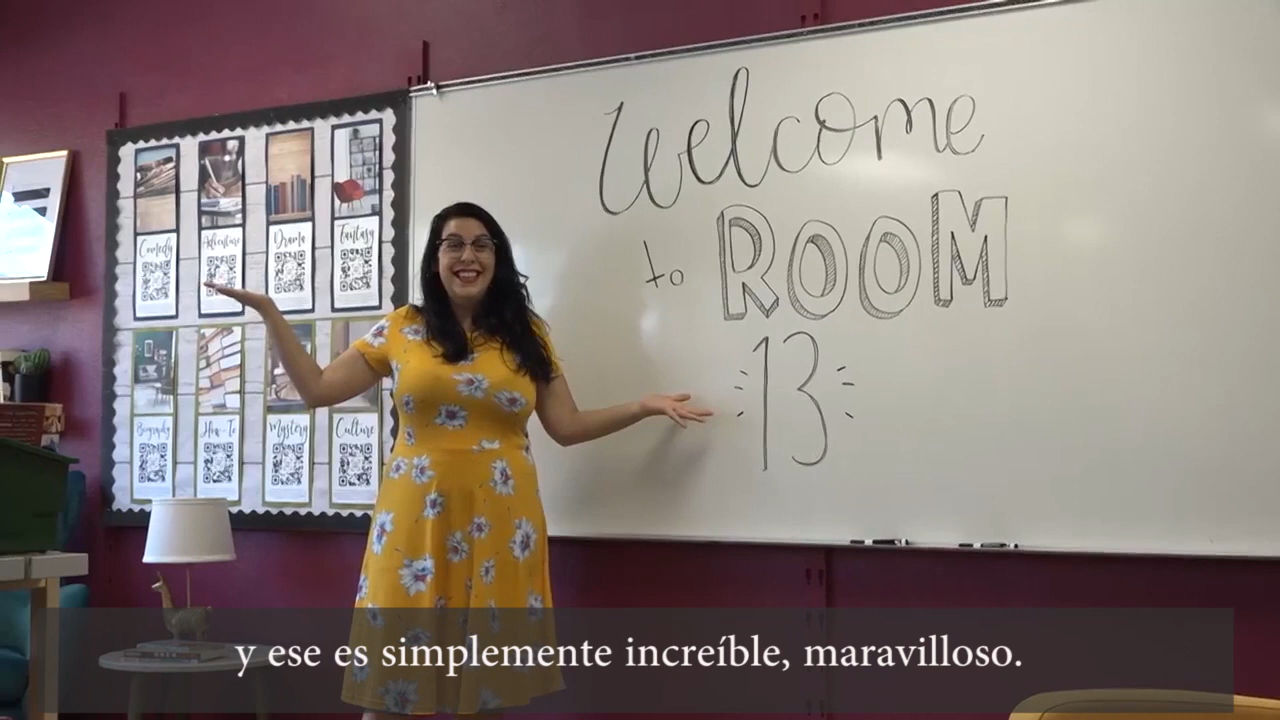 Welcome
to ROOM
13
Comedy
Adventure
Drama
Fantasy
Biography
How-To
Mystery
Culture
y ese es simplemente increíble, maravilloso.